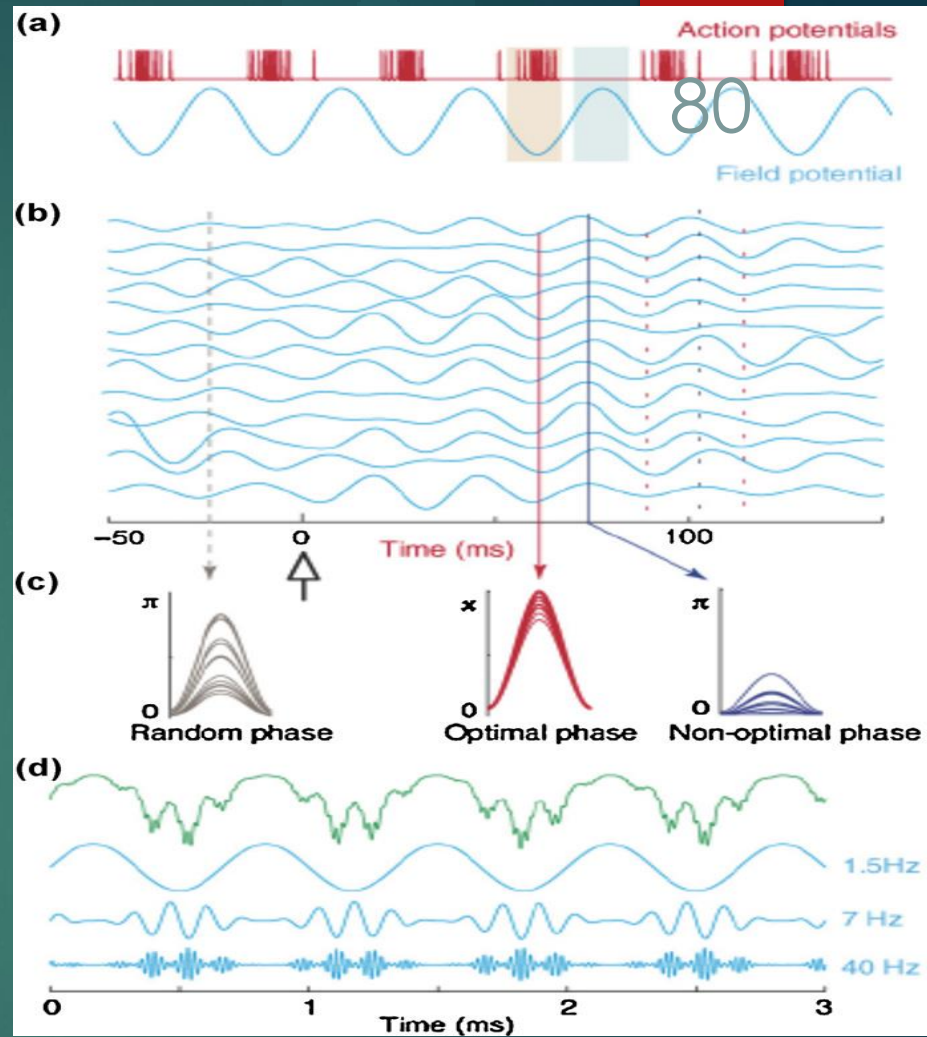 (a)
Action potentials
80
Field potential
(b)
-50 0 100
Time (ms)
(c)
π x π
0 0 0
Random phase Optimal phase Non-optimal phase
(d)
1.5Hz
7 Hz
40 Hz
0 1 2 3
Time (ms)